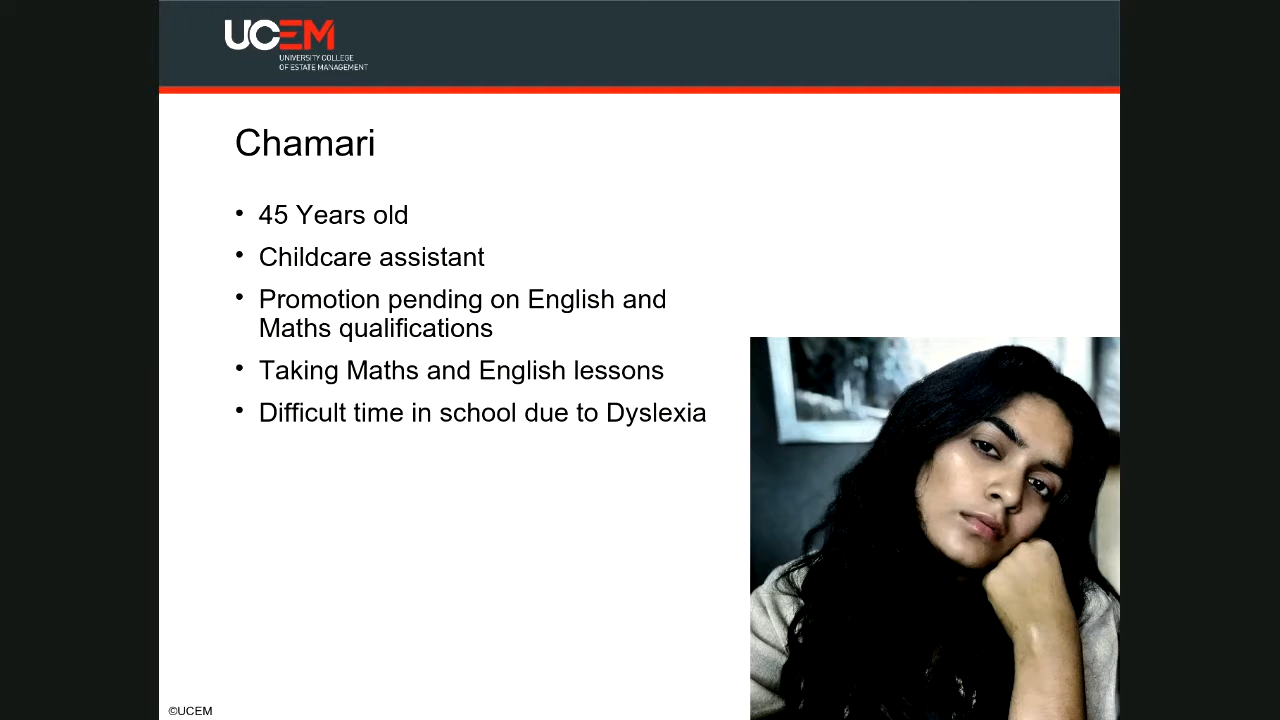 UCEM
UNIVERSITY COLLEGE
OF ESTATE MANAGEMENT
Chamari
• 45 Years old
• Childcare assistant
• Promotion pending on English and
Maths qualifications
• Taking Maths and English lessons
• Difficult time in school due to Dyslexia
©UCEM